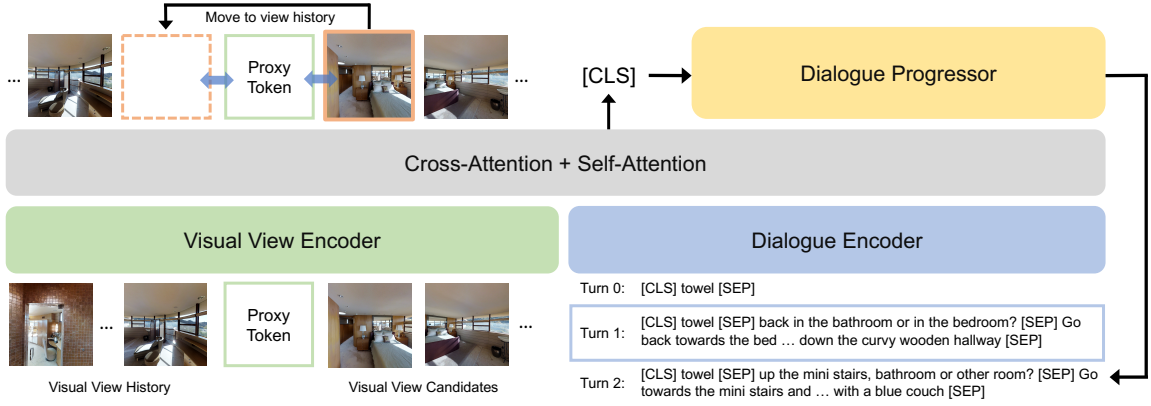 Move to view history
...
Proxy
Token
...
[CLS]
Dialogue Progressor
Cross-Attention + Self-Attention
Visual View Encoder
Dialogue Encoder
...
Proxy
Token
...
Visual View History
Visual View Candidates
Turn 0: [CLS] towel [SEP]
Turn 1: [CLS] towel [SEP] back in the bathroom or in the bedroom? [SEP] Go
back towards the bed ... down the curvy wooden hallway [SEP]
Turn 2: [CLS] towel [SEP] up the mini stairs, bathroom or other room? [SEP] Go
towards the mini stairs and ... with a blue couch [SEP]